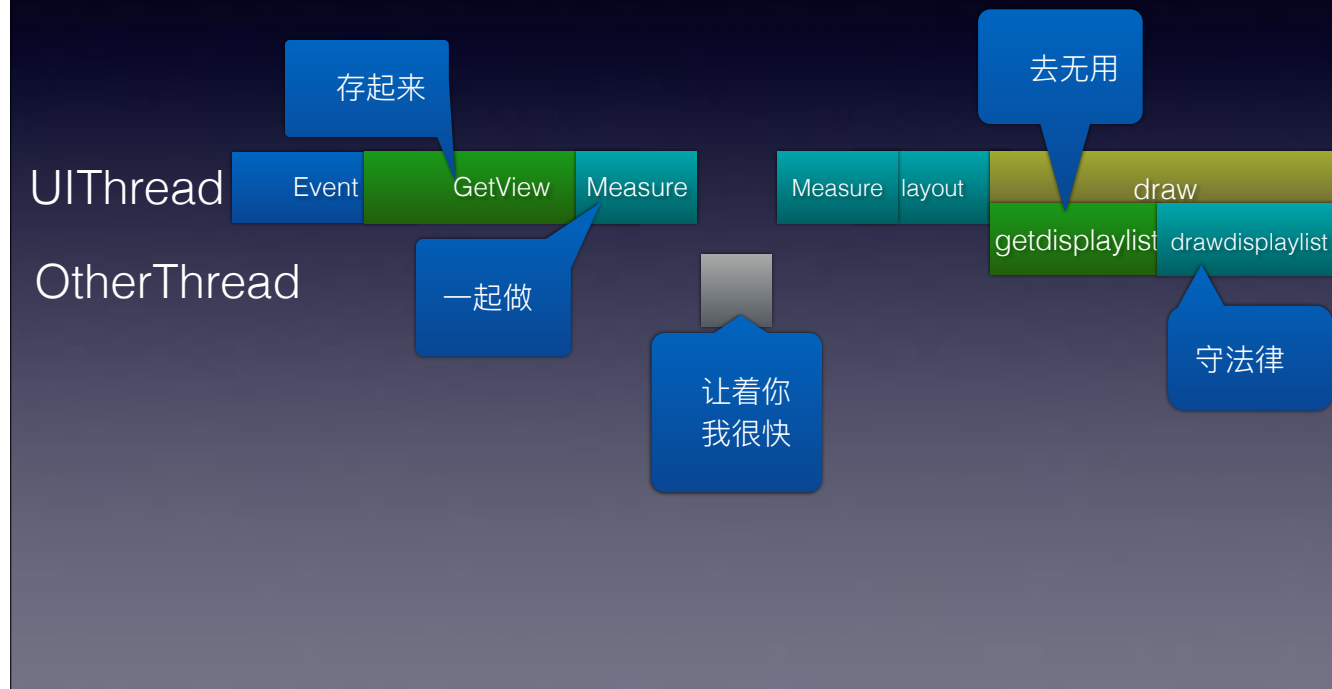 存起来
去无用
UIThread
Event
GetView
Measure
Measure
layout
draw
getdisplaylist
drawdisplaylist
OtherThread
一起做
守法律
让着你
我很快